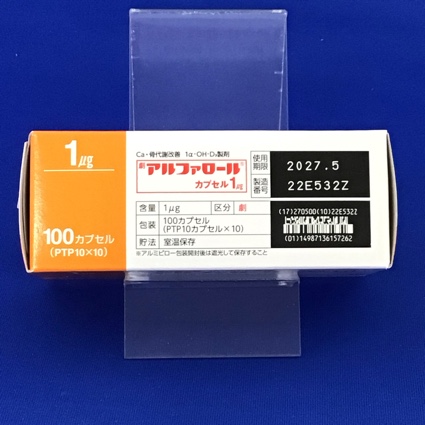 1μg
100カプセル
(PTP10×10)
Ca・骨代謝改善 1α-OH-D₃製剤
劇 アルファロール®
カプセル1μg
含量 1μg 区分 劇
包装 100カプセル
(PTP10カプセル×10)
貯法 室温保存
※アルミピロー包装開封後は遮光して保存すること
使用期限 2027.5
製造番号 22E532Z
(17)270500(10)22E532Z
(01)14987136157262